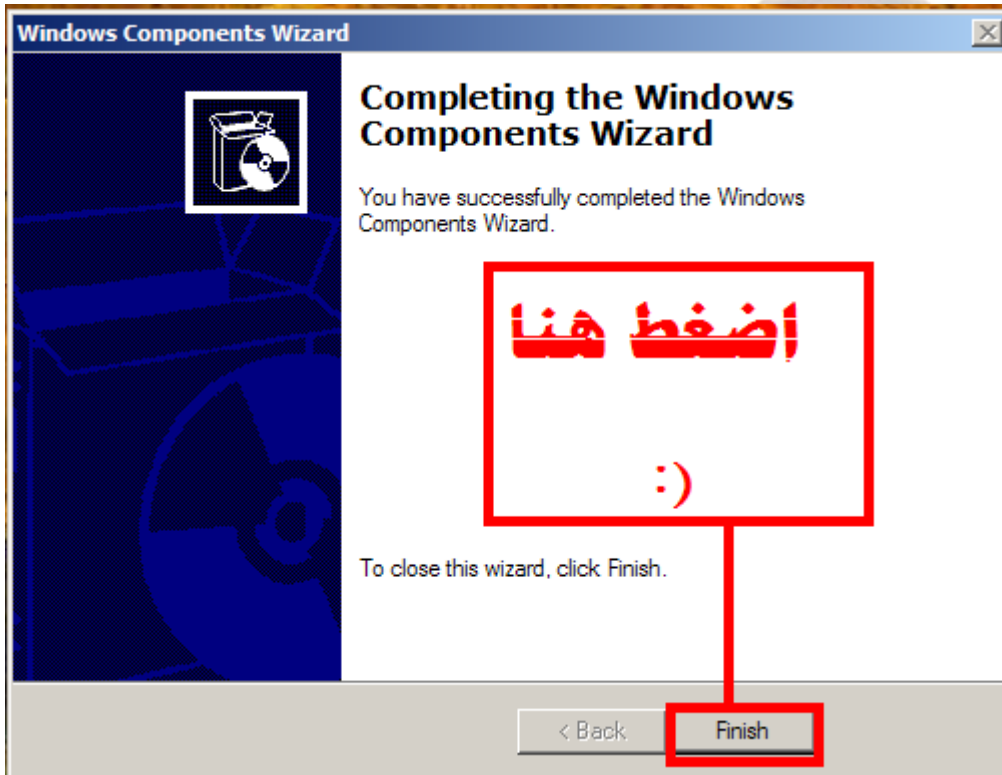 Windows Components Wizard
Completing the Windows
Components Wizard
You have successfully completed the Windows
Components Wizard.
اضغط هنا
:)
To close this wizard, click Finish.
< Back
Finish